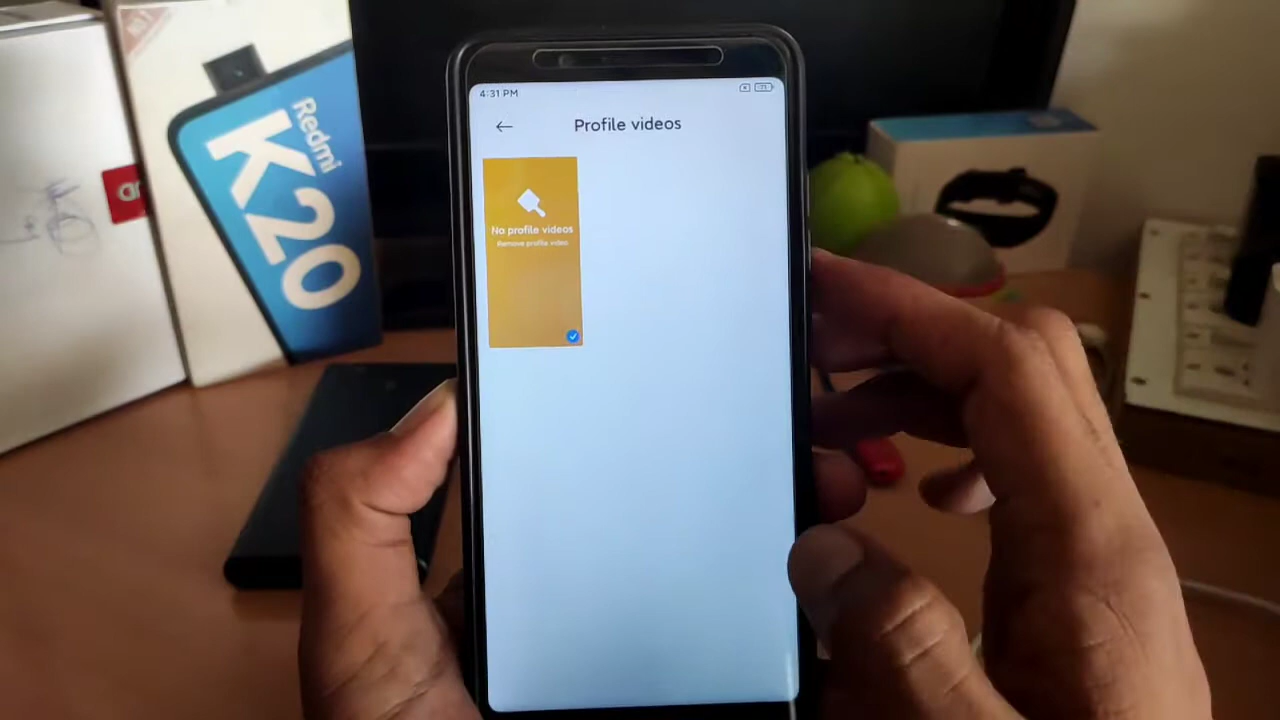 4:31 PM
Profile videos
No profile videos
Remove profile video
Redmi
K20